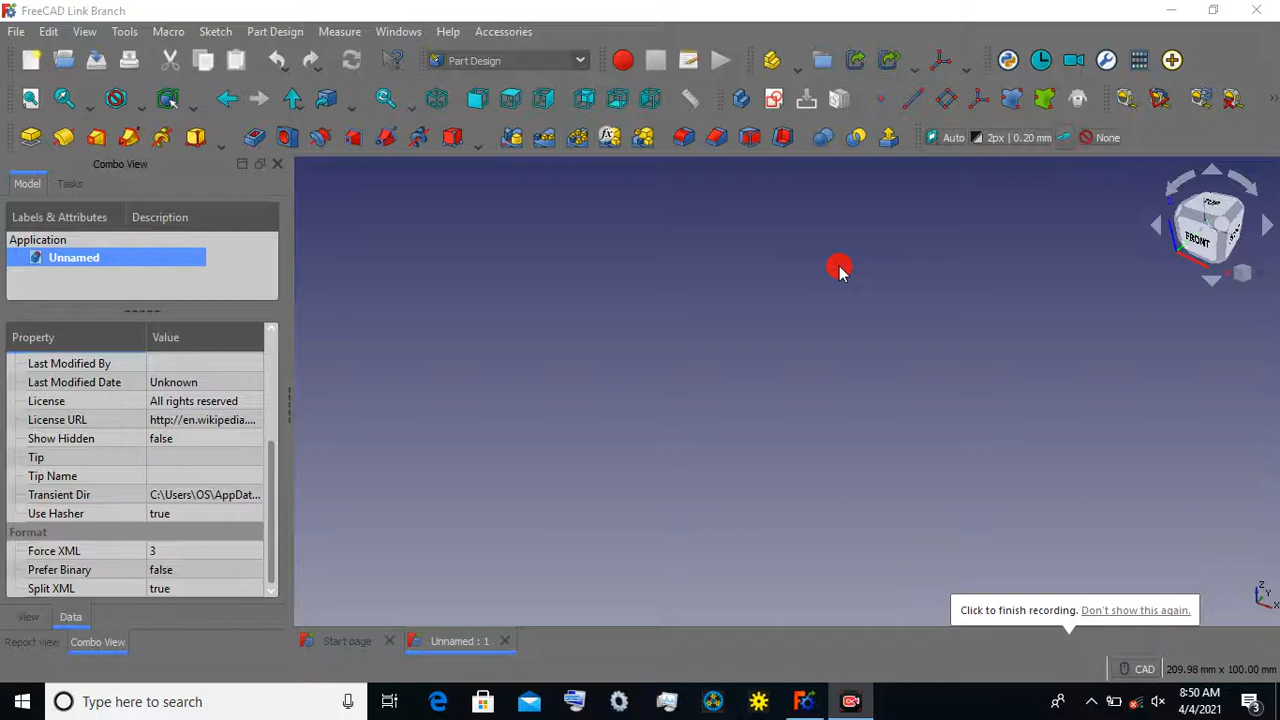 FreeCAD Link Branch
File Edit View Tools Macro Sketch Part Design Measure Windows Help Accessories
Part Design
Auto 2px | 0.20 mm None
Combo View
Model Tasks
Labels & Attributes Description
Application
Unnamed
FRONT
Property Value
Last Modified By
Last Modified Date Unknown
License All rights reserved
License URL http://en.wikipedia....
Show Hidden false
Tip
Tip Name
Transient Dir C:\Users\OS\AppDat...
Use Hasher true
Format
Force XML 3
Prefer Binary false
Split XML true
View Data
Click to finish recording. Don't show this again.
Z
Y
X
Report view Combo View Start page Unnamed : 1
CAD 209.98 mm x 100.00 mm
Type here to search
8:50 AM
4/4/2021
3